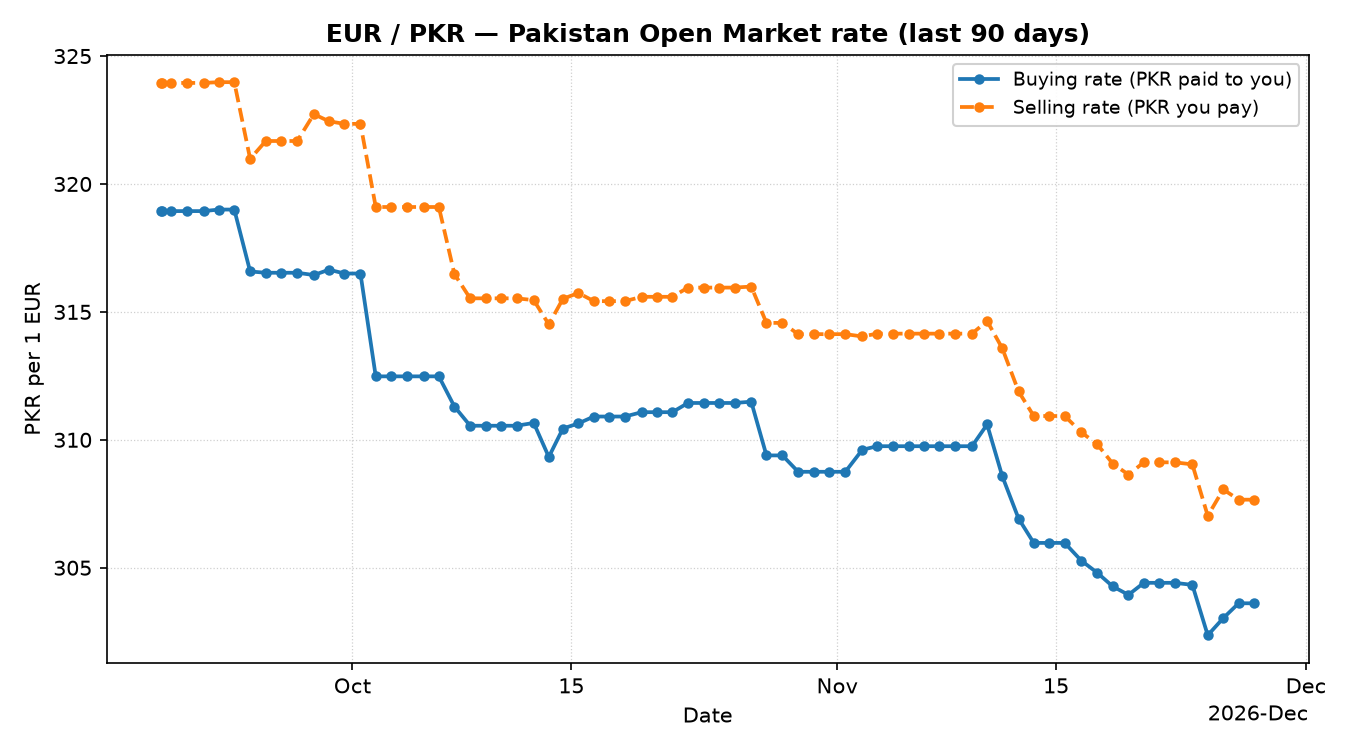 EUR / PKR — Pakistan Open Market rate (last 90 days)
325
320
315
310
305
PKR per 1 EUR
Buying rate (PKR paid to you)
Selling rate (PKR you pay)
Oct
15
Nov
15
Dec
Date
2026-Dec